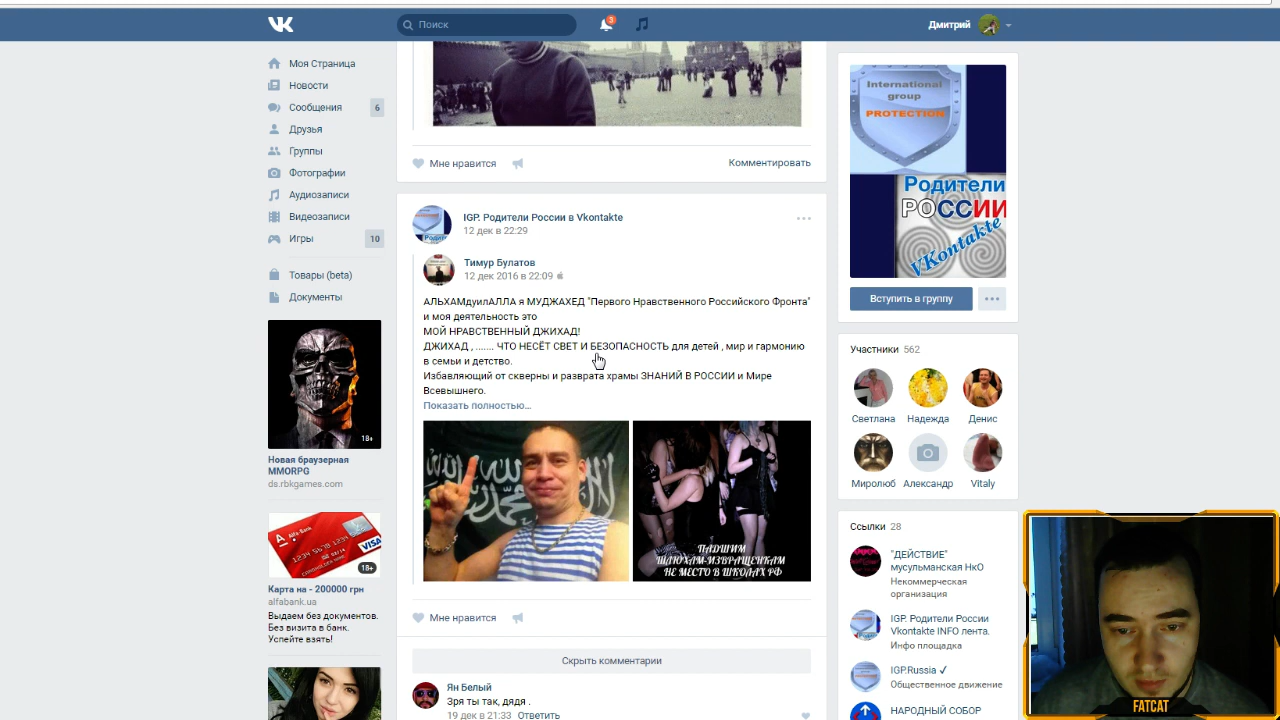 Поиск
3
Дмитрий
Моя Страница
Новости
Сообщения 6
Друзья
Группы
Фотографии
Аудиозаписи
Видеозаписи
Игры 10
Товары (beta)
Документы
18+
Новая браузерная
MMORPG
ds.rbkgames.com
VISA
18+
Карта на - 200000 грн
alfabank.ua
Выдаем без документов.
Без визита в банк.
Успейте взять!
Мне нравится
Комментировать
IGP. Родители России в Vkontakte
12 дек в 22:29
Тимур Булатов
12 дек 2016 в 22:09
АЛЬХАМдуилАЛЛА я МУДЖАХЕД "Первого Нравственного Российского Фронта"
и моя деятельность это
МОЙ НРАВСТВЕННЫЙ ДЖИХАД!
ДЖИХАД , ....... ЧТО НЕСЁТ СВЕТ И БЕЗОПАСНОСТЬ для детей , мир и гармонию
в семьи и детство.
Избавляющий от скверны и разврата храмы ЗНАНИЙ В РОССИИ и Мире
Всевышнего.
Показать полностью...
ПАДШИМ
ШЛЮХАМ-ИЗВРАЩЕНКАМ
НЕ МЕСТО В ШКОЛАХ РФ
Мне нравится
Скрыть комментарии
Ян Белый
Зря ты так, дядя .
19 дек в 21:33 Ответить
International
group
PROTECTION
Родители
РОССИИ
VKontakte
Вступить в группу
Участники 562
Светлана Надежда Денис
Миролюб Александр Vitaly
Ссылки 28
"ДЕЙСТВИЕ"
мусульманская НкО
Некоммерческая
организация
IGP. Родители России
Vkontakte INFO лента.
Инфо площадка
IGP.Russia ✓
Общественное движение
НАРОДНЫЙ СОБОР
FATCAT